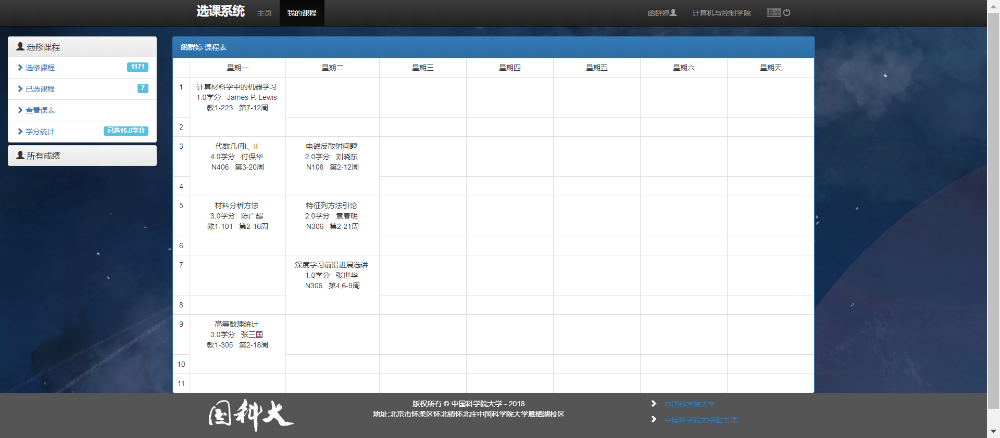 选课系统 主页 我的课程 函群婷 计算机与控制学院 退出
选修课程
选修课程 1171
已选课程 7
查看课表
学分统计 已选16.0学分
所有成绩
函群婷 课程表
星期一 星期二 星期三 星期四 星期五 星期六 星期天
1
计算材料学中的机器学习
1.0学分 James P. Lewis
教1-223 第7-12周
2
3
代数几何I、II
4.0学分 付保华
N406 第3-20周
电磁反散射问题
2.0学分 刘晓东
N108 第2-12周
4
5
材料分析方法
3.0学分 陈广超
教1-101 第2-16周
特征列方法引论
2.0学分 袁春明
N306 第2-21周
6
7
深度学习前沿进展选讲
1.0学分 张世华
N306 第4,6-9周
8
9
高等数理统计
3.0学分 张三国
教1-305 第2-18周
10
11
国科大
版权所有 © 中国科学院大学 - 2018
地址:北京市怀柔区怀北镇怀北庄中国科学院大学雁栖湖校区
中国科学院大学
中国科学院大学图书馆